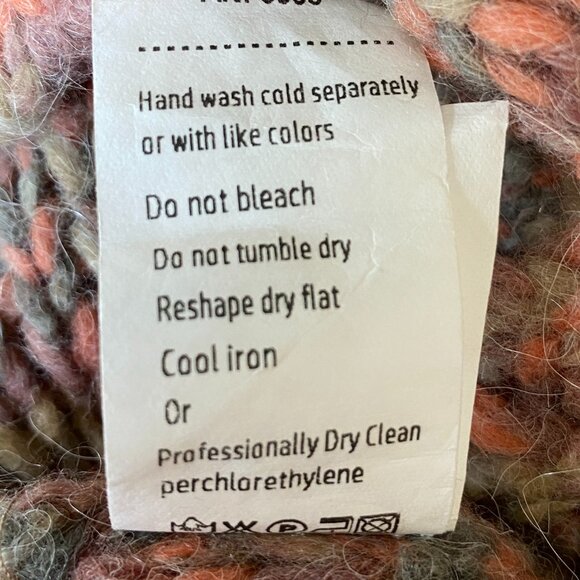 Hand wash cold separately
or with like colors
Do not bleach
Do not tumble dry
Reshape dry flat
Cool iron
Or
Professionally Dry Clean
perchlorethylene
P